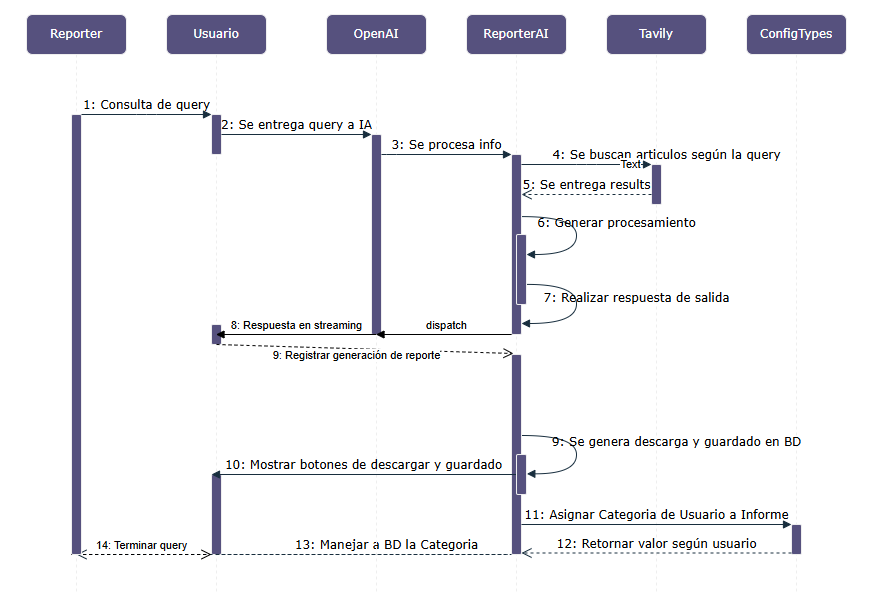 Reporter
Usuario
OpenAI
ReporterAI
Tavily
ConfigTypes
1: Consulta de query
2: Se entrega query a IA
3: Se procesa info
4: Se buscan articulos según la query
Text
5: Se entrega results
6: Generar procesamiento
7: Realizar respuesta de salida
8: Respuesta en streaming
dispatch
9: Registrar generación de reporte
9: Se genera descarga y guardado en BD
10: Mostrar botones de descargar y guardado
11: Asignar Categoria de Usuario a Informe
12: Retornar valor según usuario
13: Manejar a BD la Categoria
14: Terminar query